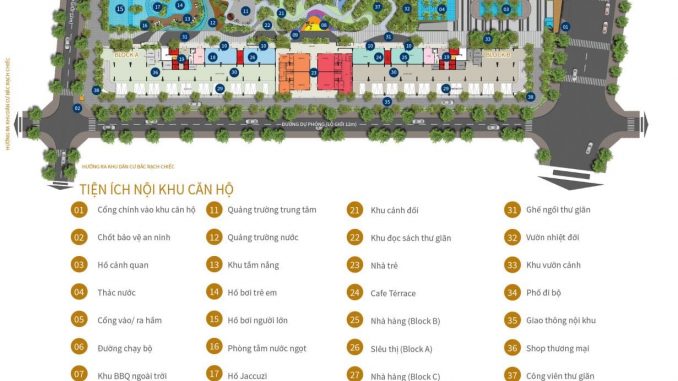 BLOCK A
HƯỚNG RA KHU DÂN CƯ BẮC RẠCH CHIẾC
ĐƯỜNG DỰ PHÒNG (LỘ GIỚI 12m)
HƯỚNG RA KHU DÂN CƯ BẮC RẠCH CHIẾC
TIỆN ÍCH NỘI KHU CĂN HỘ
01 Cổng chính vào khu căn hộ
02 Chốt bảo vệ an ninh
03 Hồ cảnh quan
04 Thác nước
05 Cổng vào/ ra hầm
06 Đường chạy bộ
07 Khu BBQ ngoài trời
11 Quảng trường trung tâm
12 Quảng trường nước
13 Khu tắm nắng
14 Hồ bơi trẻ em
15 Hồ bơi người lớn
16 Phòng tắm nước ngọt
17 Hồ Jaccuzi
21 Khu cảnh đồi
22 Khu đọc sách thư giãn
23 Nhà trẻ
24 Cafe Térrace
25 Nhà hàng (Block B)
26 Siêu thị (Block A)
27 Nhà hàng (Block C)
31 Ghế ngồi thư giãn
32 Vườn nhiệt đới
33 Khu vườn cảnh
34 Phố đi bộ
35 Giao thông nội khu
36 Shop thương mại
37 Công viên thư giãn